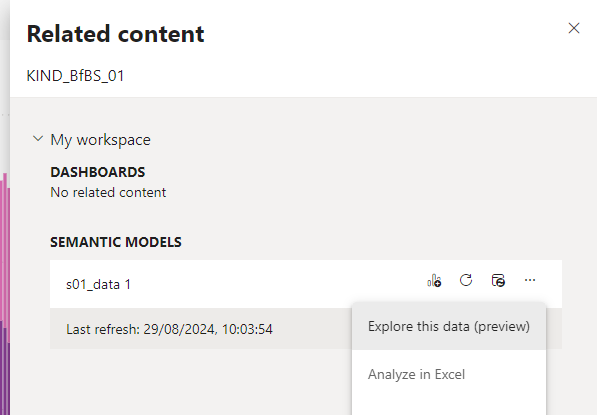 Related content
KIND_BfBS_01
My workspace
DASHBOARDS
No related content
SEMANTIC MODELS
s01_data 1
Last refresh: 29/08/2024, 10:03:54
Explore this data (preview)
Analyze in Excel